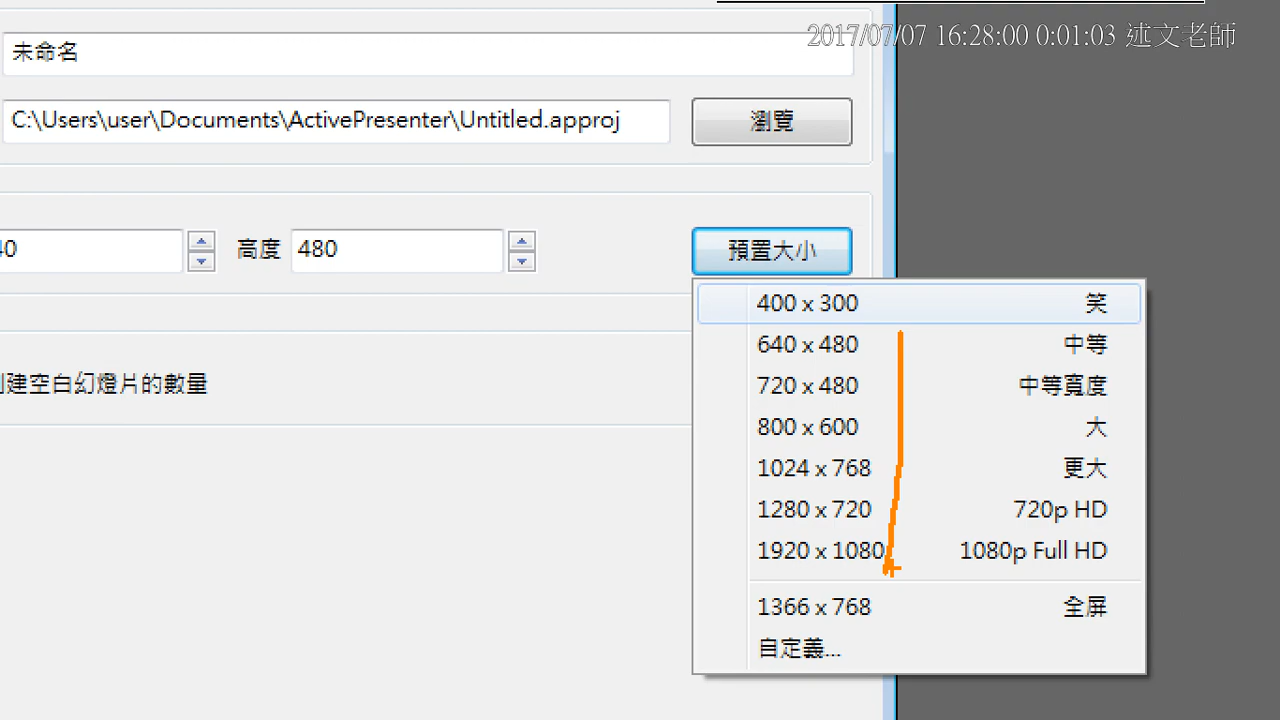 2017/07/07 16:28:00 0:01:03 述文老師
未命名
C:\Users\user\Documents\ActivePresenter\Untitled.approj
瀏覽
40 高度 480
預置大小
400 x 300 笑
640 x 480 中等
720 x 480 中等寬度
建空白幻燈片的數量
800 x 600 大
1024 x 768 更大
1280 x 720 720p HD
1920 x 1080 1080p Full HD
1366 x 768 全屏
自定義...